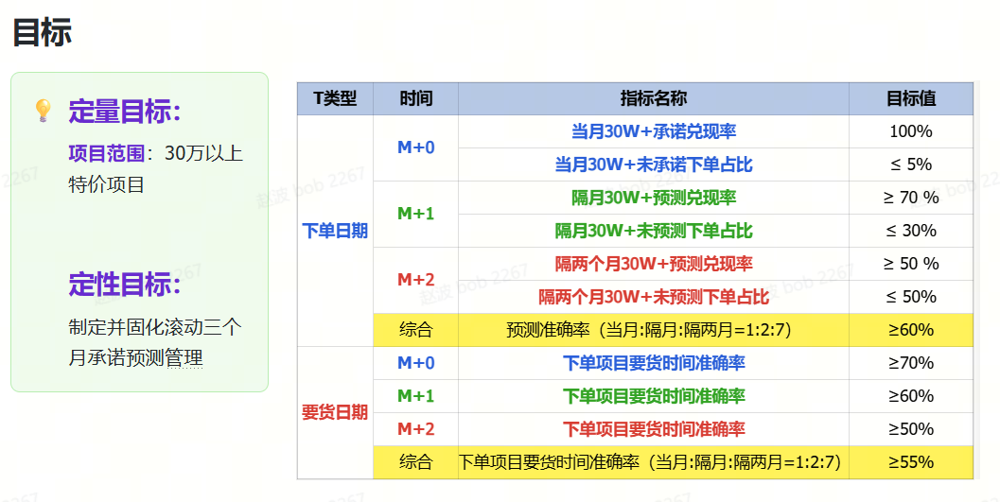 目标
定量目标：
项目范围：30万以上
特价项目
定性目标：
制定并固化滚动三个
月承诺预测管理
T类型 时间 指标名称 目标值
下单日期 M+0 当月30W+承诺兑现率 100%
当月30W+未承诺下单占比 ≤ 5%
M+1 隔月30W+预测兑现率 ≥ 70 %
隔月30W+未预测下单占比 ≤ 30%
M+2 隔两个月30W+预测兑现率 ≥ 50 %
隔两个月30W+未预测下单占比 ≤ 50%
综合 预测准确率（当月:隔月:隔两月=1:2:7） ≥60%
要货日期 M+0 下单项目要货时间准确率 ≥70%
M+1 下单项目要货时间准确率 ≥60%
M+2 下单项目要货时间准确率 ≥50%
综合 下单项目要货时间准确率（当月:隔月:隔两月=1:2:7） ≥55%
赵波 bob 2267
赵波 bob 2267